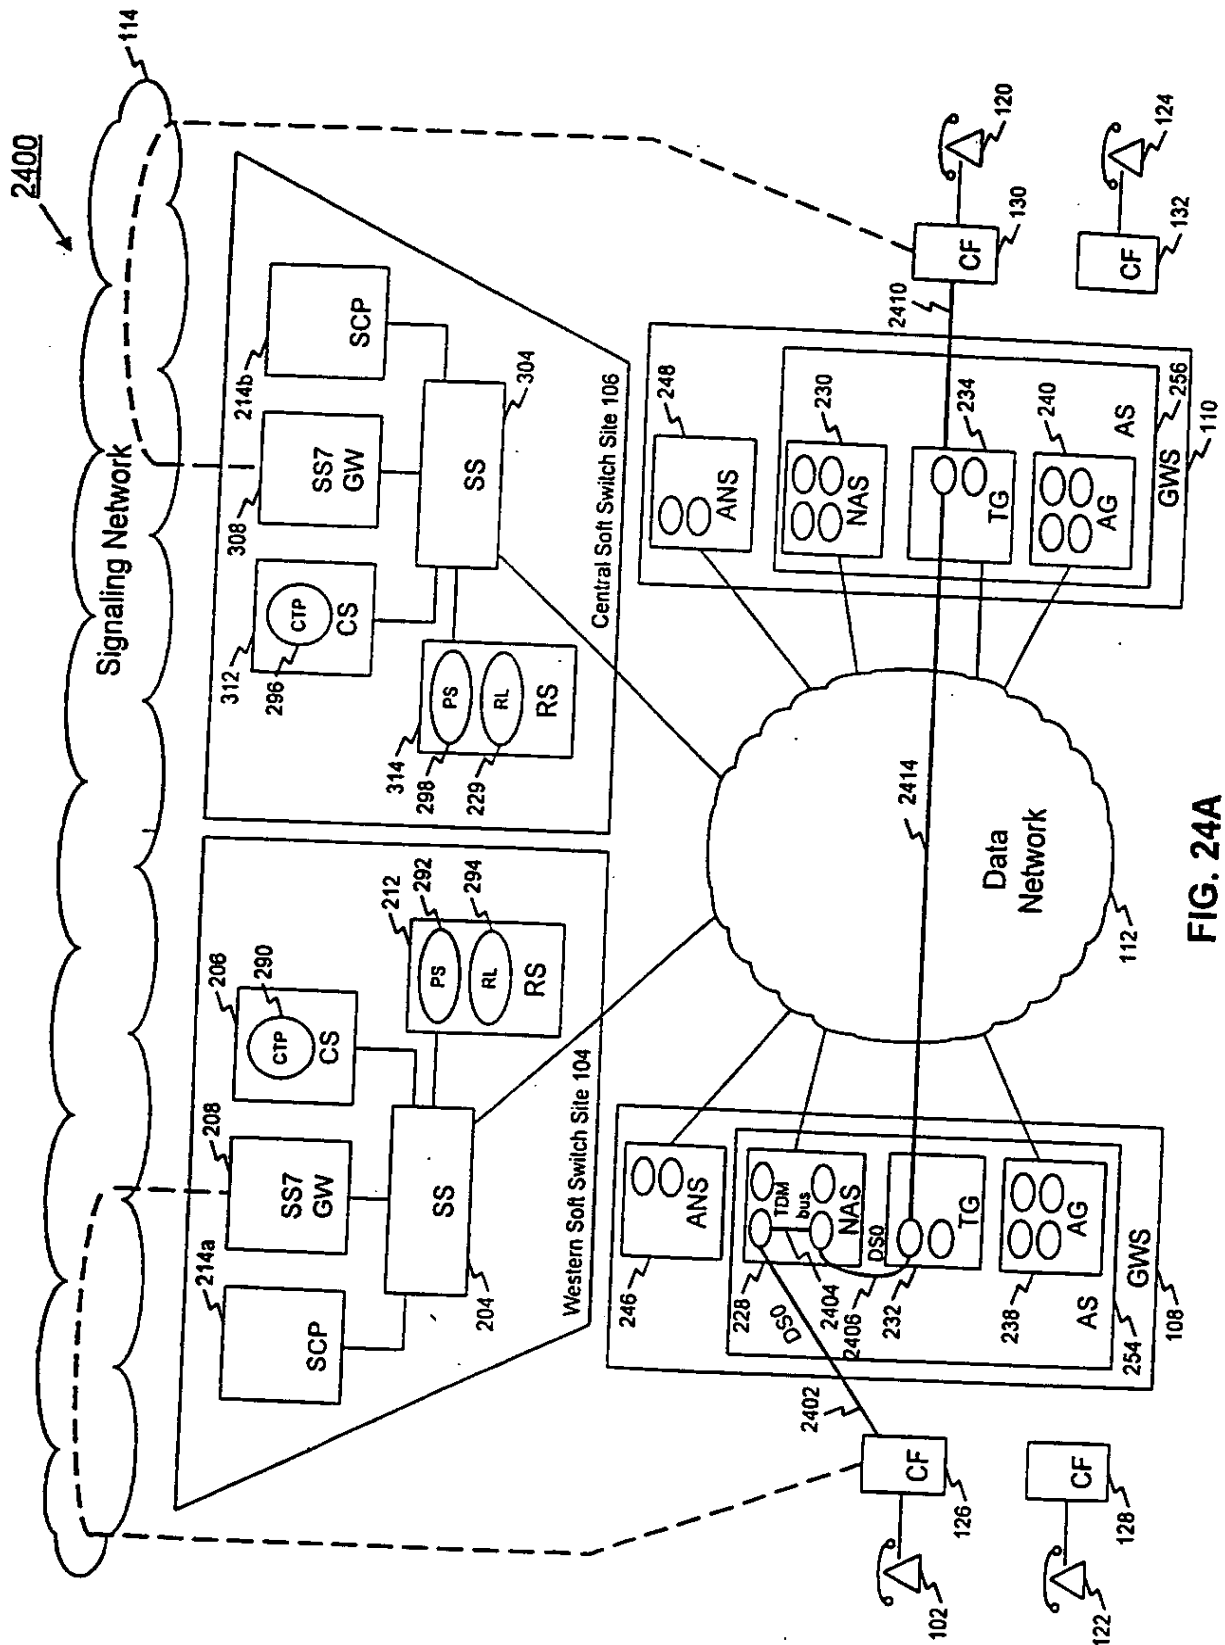 2400
114
Signaling Network
214a
SCP
208
SS7
GW
206
290
CTP
CS
212
292
PS
294
RL
RS
SS
204
Western Soft Switch Site 104
312
296
CTP
CS
308
SS7
GW
214b
SCP
314
298
PS
229
RL
RS
SS
304
Central Soft Switch Site 106
246
ANS
228
TDM
bus
NAS
DS0
2404
2406
DS0
232
TG
238
AG
AS
254
GWS
108
2402
CF
126
102
CF
128
122
Data
Network
112
2414
ANS
248
NAS
230
TG
234
AG
240
AS
256
GWS
110
2410
CF
130
120
CF
132
124
FIG. 24A